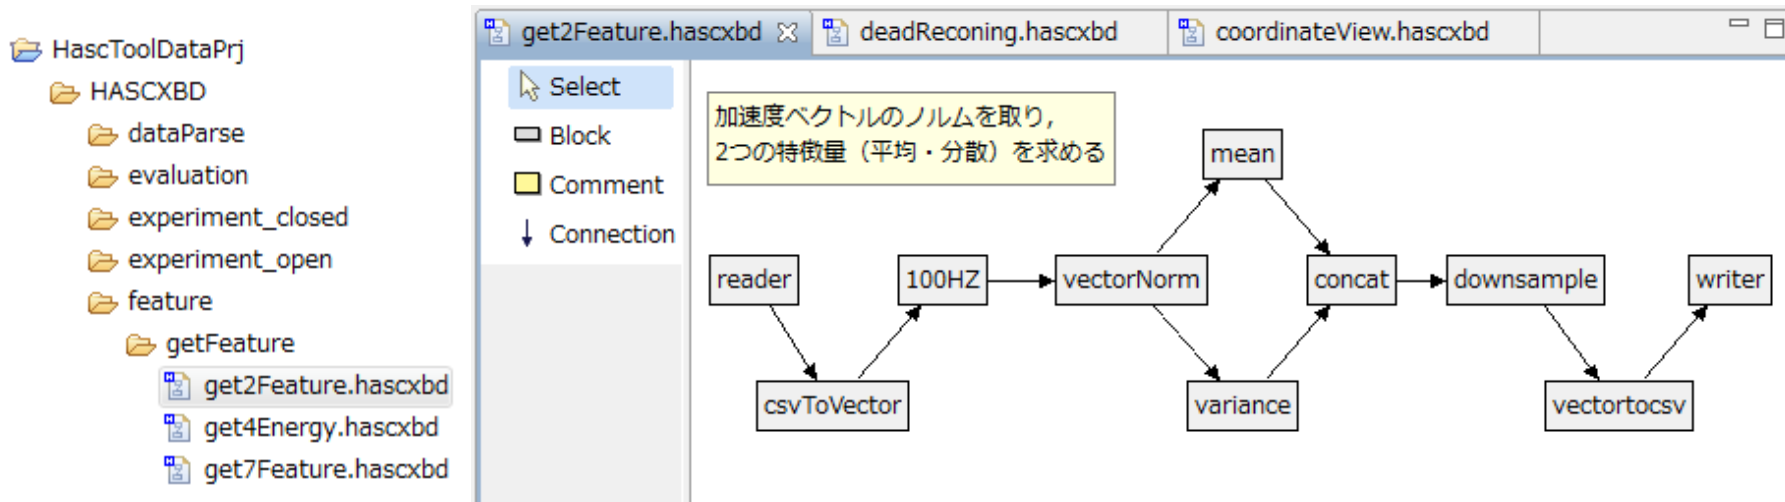 HascToolDataPrj
HASCXBD
dataParse
evaluation
experiment_closed
experiment_open
feature
getFeature
get2Feature.hascxbd
get4Energy.hascxbd
get7Feature.hascxbd
get2Feature.hascxbd
deadReconing.hascxbd
coordinateView.hascxbd
Select
Block
Comment
Connection
加速度ベクトルのノルムを取り,
2つの特徴量（平均・分散）を求める
mean
reader
100HZ
vectorNorm
concat
downsample
writer
csvToVector
variance
vectortocsv